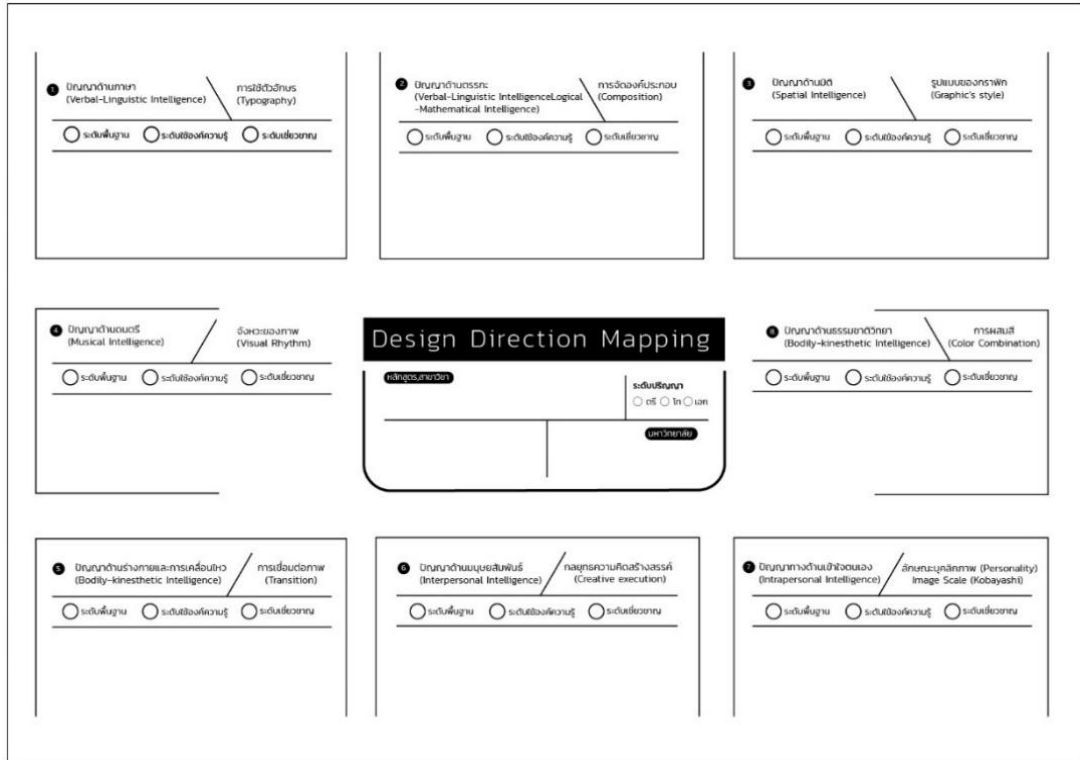 1 ปัญญาด้านภาษา
(Verbal-Linguistic Intelligence)
การใช้ตัวอักษร
(Typography)
ระดับพื้นฐาน ระดับใช้องค์ความรู้ ระดับเชี่ยวชาญ
2 ปัญญาด้านตรรกะ
(Verbal-Linguistic IntelligenceLogical
-Mathematical Intelligence)
การจัดองค์ประกอบ
(Composition)
ระดับพื้นฐาน ระดับใช้องค์ความรู้ ระดับเชี่ยวชาญ
3 ปัญญาด้านมิติ
(Spatial Intelligence)
รูปแบบของกราฟิก
(Graphic's style)
ระดับพื้นฐาน ระดับใช้องค์ความรู้ ระดับเชี่ยวชาญ
4 ปัญญาด้านดนตรี
(Musical Intelligence)
จังหวะของภาพ
(Visual Rhythm)
ระดับพื้นฐาน ระดับใช้องค์ความรู้ ระดับเชี่ยวชาญ
Design Direction Mapping
หลักสูตร,สาขาวิชา
ระดับปริญญา
ตรี โท เอก
มหาวิทยาลัย
8 ปัญญาด้านธรรมชาติวิทยา
(Bodily-kinesthetic Intelligence)
การผสมสี
(Color Combination)
ระดับพื้นฐาน ระดับใช้องค์ความรู้ ระดับเชี่ยวชาญ
5 ปัญญาด้านร่างกายและการเคลื่อนไหว
(Bodily-kinesthetic Intelligence)
การเชื่อมต่อภาพ
(Transition)
ระดับพื้นฐาน ระดับใช้องค์ความรู้ ระดับเชี่ยวชาญ
6 ปัญญาด้านมนุษยสัมพันธ์
(Interpersonal Intelligence)
กลยุทธความคิดสร้างสรรค์
(Creative execution)
ระดับพื้นฐาน ระดับใช้องค์ความรู้ ระดับเชี่ยวชาญ
7 ปัญญาทางด้านเข้าใจตนเอง
(Intrapersonal Intelligence)
ลักษณะบุคลิกภาพ (Personality)
Image Scale (Kobayashi)
ระดับพื้นฐาน ระดับใช้องค์ความรู้ ระดับเชี่ยวชาญ